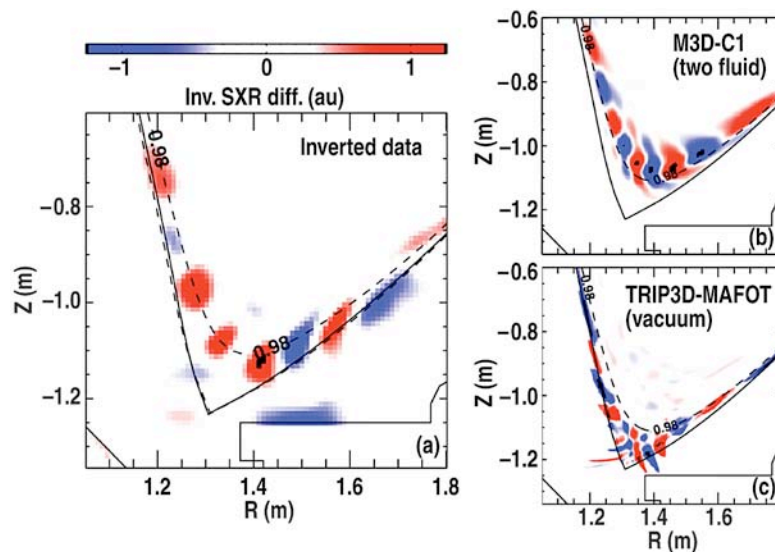 −1 0 1
Inv. SXR diff. (au)
Inverted data
0.98
0.98
−0.8
−1.0
−1.2
Z (m)
1.2 1.4 1.6 1.8
R (m)
(a)
−0.6
−0.8
−1.0
−1.2
Z (m)
M3D-C1
(two fluid)
0.98
0.98
(b)
−0.6
−0.8
−1.0
−1.2
Z (m)
TRIP3D-MAFOT
(vacuum)
0.98
0.98
(c)
1.2 1.4 1.6
R (m)